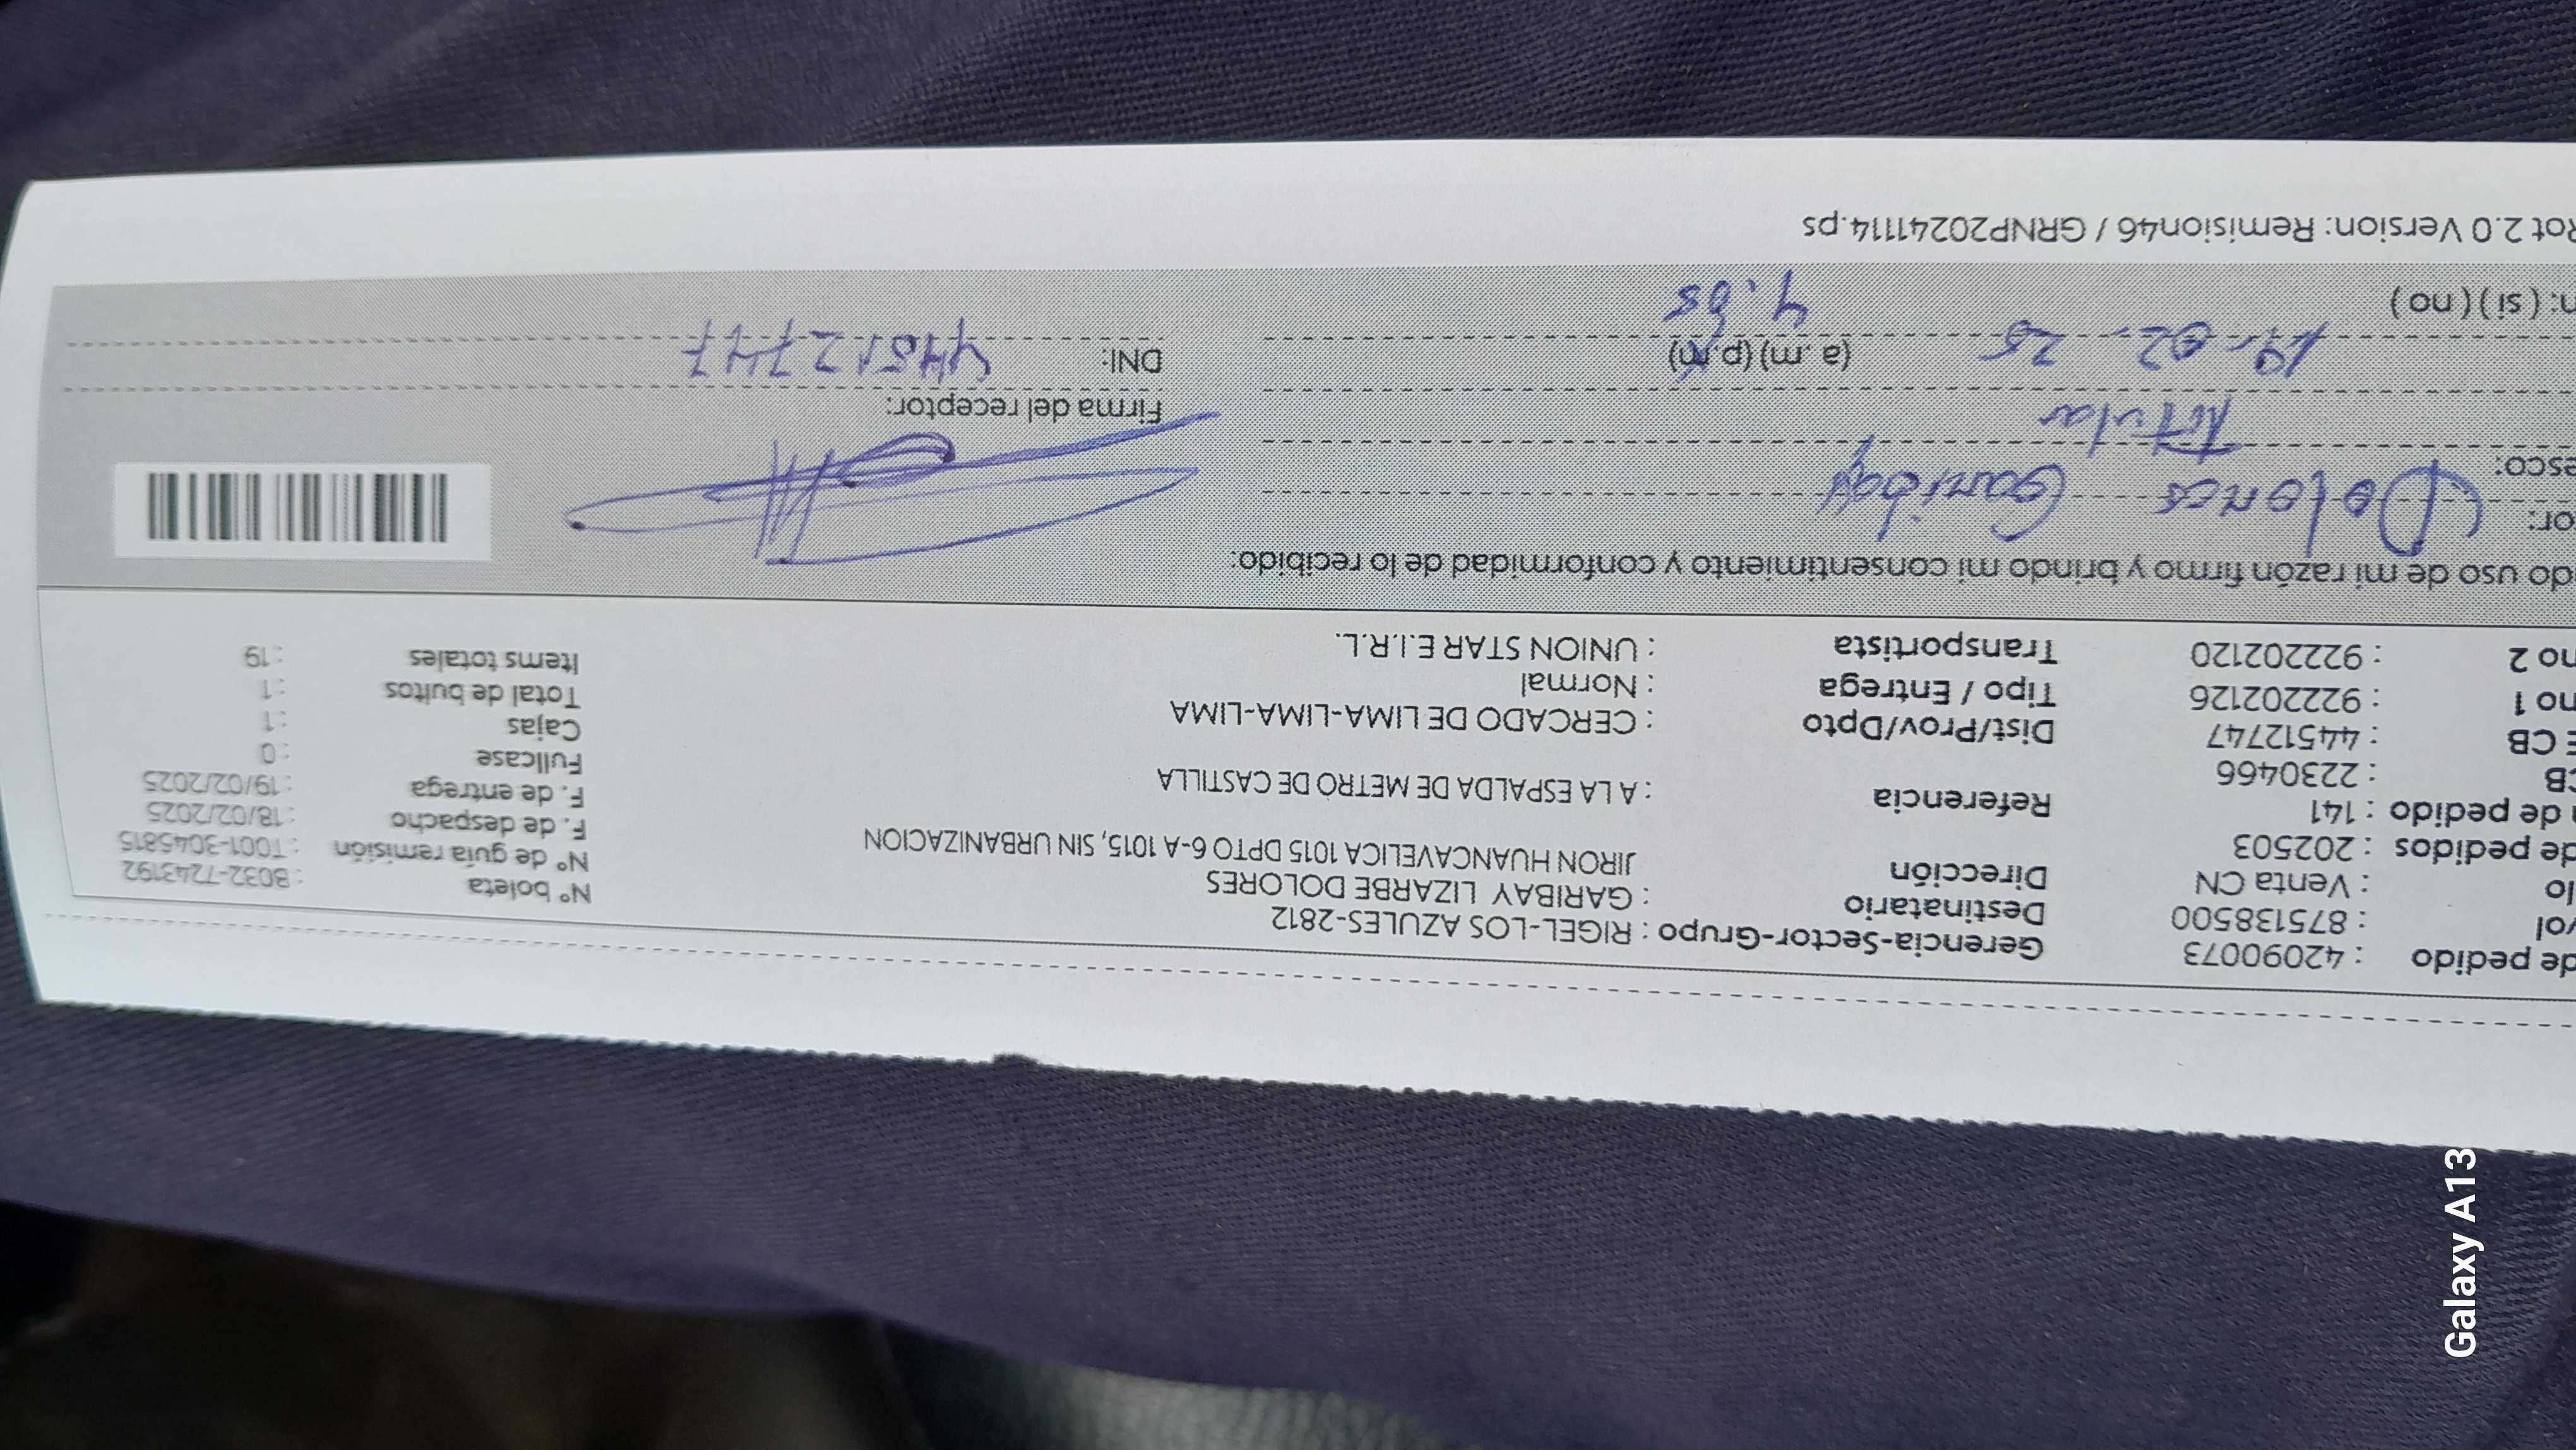 de pedido : 42090073 Gerencia-Sector-Grupo : RIGEL-LOS AZULES-2812 Nº boleta : B032-7243192
vol : 875138500 Destinatario : GARIBAY LIZARBE DOLORES Nº de guía remisión : T001-3045815
lo : Venta CN Dirección JIRON HUANCAVELICA 1015 DPTO 6-A 1015, SIN URBANIZACION F. de despacho : 18/02/2025
de pedidos : 202503 F. de entrega : 19/02/2025
de pedido : 141 Referencia : A LA ESPALDA DE METRO DE CASTILLA Fullcase : 0
CB : 2230466 Cajas : 1
E CB : 44512747 Dist/Prov/Dpto : CERCADO DE LIMA-LIMA-LIMA Total de bultos : 1
no 1 : 922202126 Tipo / Entrega : Normal Items totales : 19
no 2 : 922202120 Transportista : UNION STAR E.I.R.L.
do uso de mi razón firmo y brindo mi consentimiento y conformidad de lo recibido:
or: Dolores Garibay
esco: Titular Firma del receptor:
19-02-25 (a.m) (p.m) 4.05 DNI: 44512747
n: ( si ) ( no )
Rot 2.0 Version: Remision46 / GRNP20241114.ps
Galaxy A13